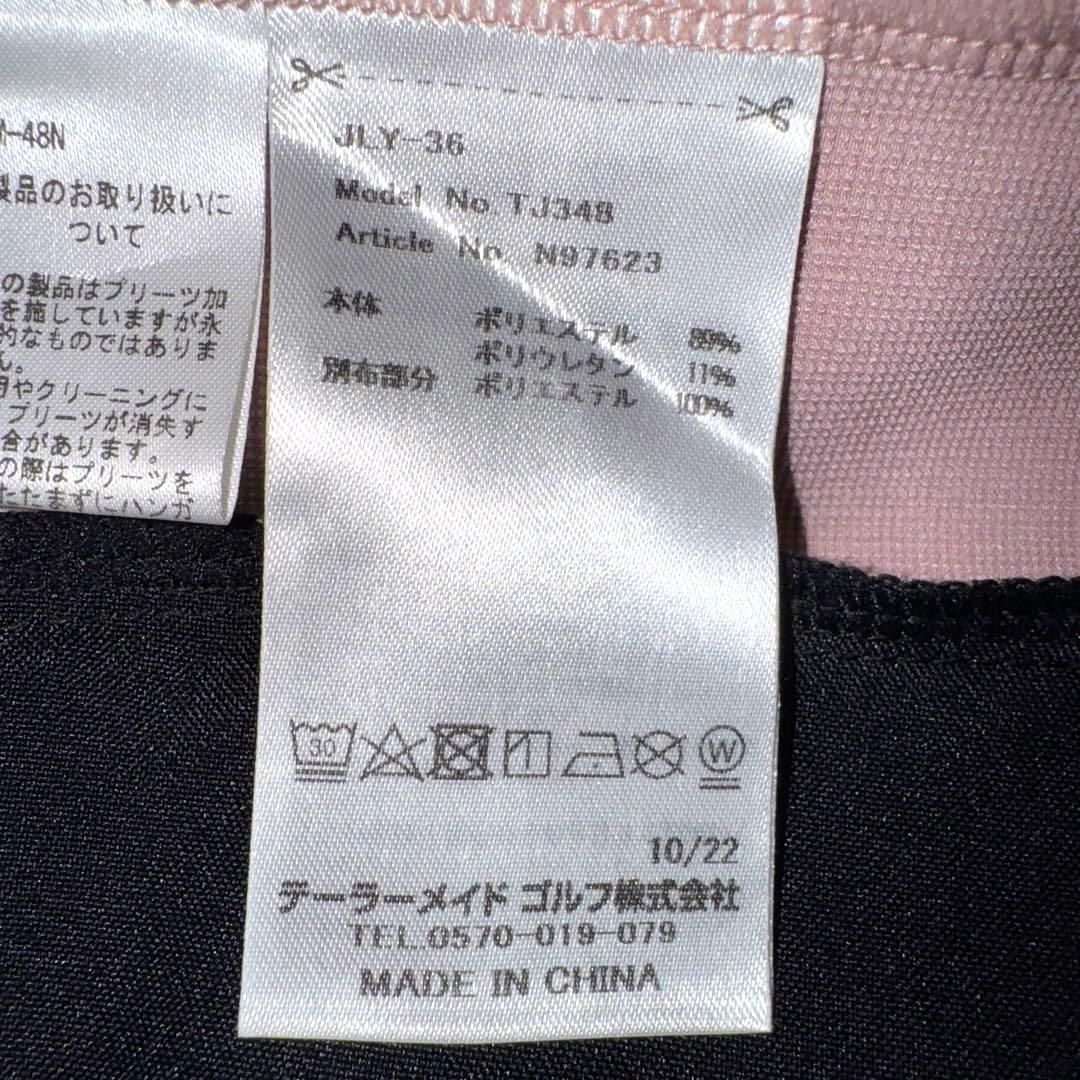 M-48N
製品のお取り扱いに
ついて
の製品はプリーツ加
を施していますが永
的なものではありま
ん。
用やクリーニングに
プリーツが消失す
合があります。
の際はプリーツを
たたまずにハンガ
JLY-36
Model No. TJ348
Article No. N97623
本体 ポリエステル 89%
ポリウレタン 11%
別布部分 ポリエステル 100%
30
W
10/22
テーラーメイド ゴルフ株式会社
TEL.0570-019-079
MADE IN CHINA